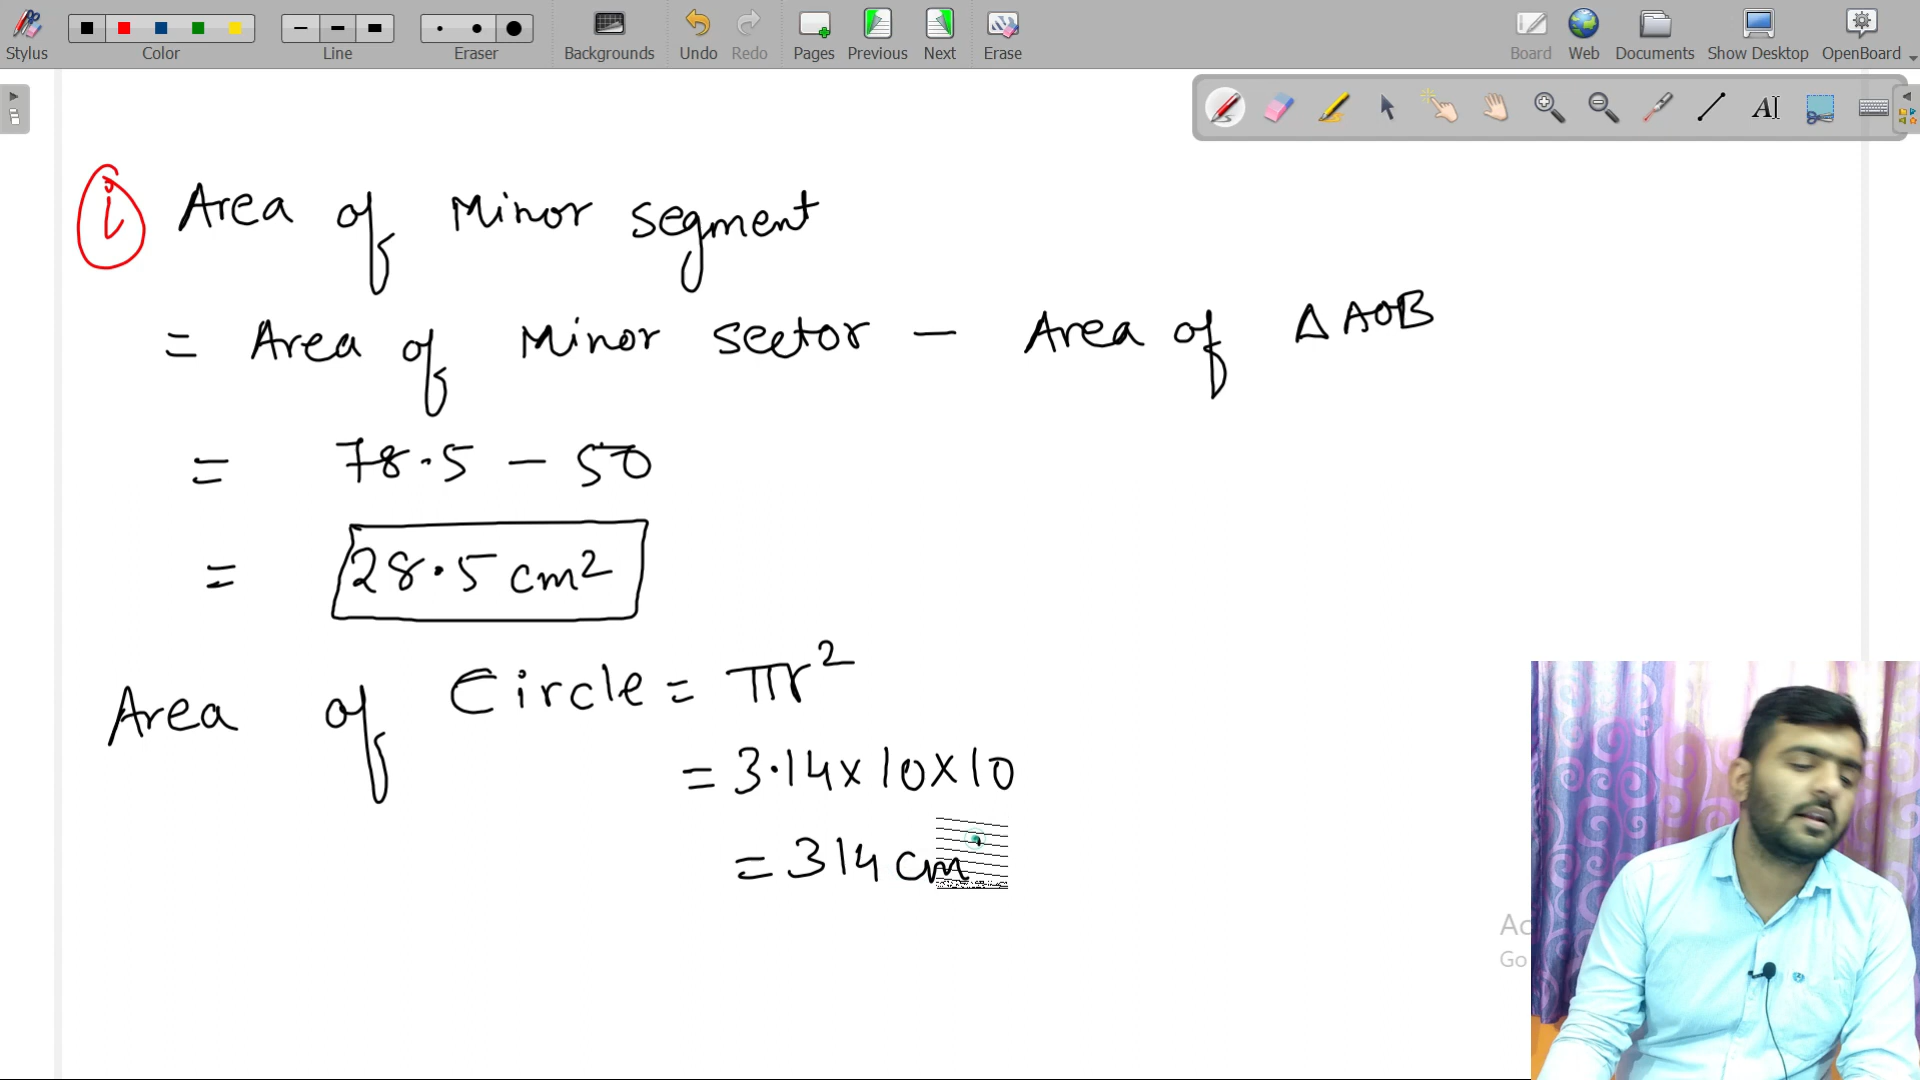 Stylus Color Line Eraser Backgrounds Undo Redo Pages Previous Next Erase Board Web Documents Show Desktop OpenBoard
i Area of Minor segment
= Area of Minor sector - Area of Δ AOB
= 78.5 - 50
= 28.5 cm²
Area of Circle = πr²
= 3.14 x 10 x 10
= 314 cm
Go